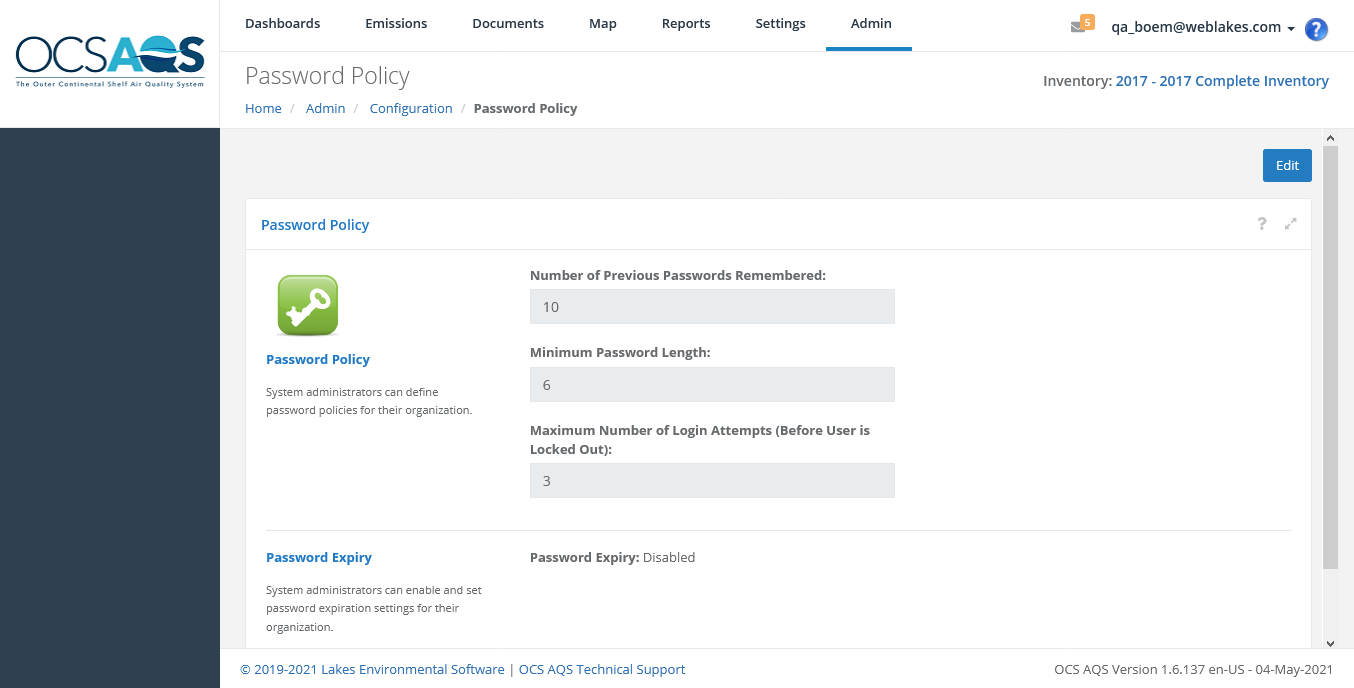 OCSAQS
The Outer Continental Shelf Air Quality System
Dashboards Emissions Documents Map Reports Settings Admin
5
qa_boem@weblakes.com
?
Password Policy
Inventory: 2017 - 2017 Complete Inventory
Home / Admin / Configuration / Password Policy
Edit
Password Policy
?
Number of Previous Passwords Remembered:
10
Minimum Password Length:
6
Maximum Number of Login Attempts (Before User is
Locked Out):
3
Password Policy
System administrators can define
password policies for their organization.
Password Expiry
System administrators can enable and set
password expiration settings for their
organization.
Password Expiry: Disabled
© 2019-2021 Lakes Environmental Software | OCS AQS Technical Support
OCS AQS Version 1.6.137 en-US - 04-May-2021